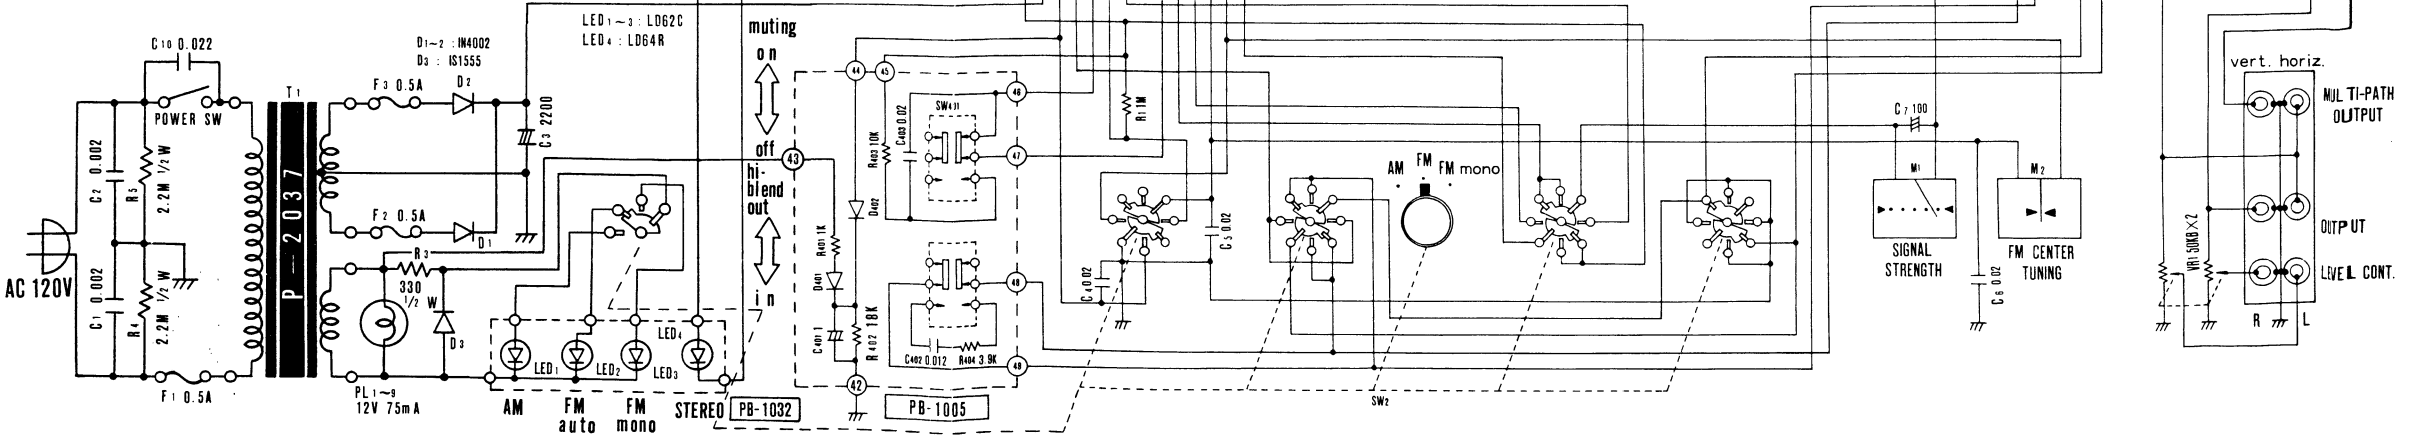 LED1~3 : LD62C
LED4 : LD64R
muting
on
off
hi-
blend
out
in
C10 0.022
POWER SW
D1~2 : IN4002
D3 : IS1555
F3 0.5A
D2
T1
P-2037
C3 2200
C2 0.002
R5
2.2M 1/2 W
F2 0.5A
D1
R3
330
1/2 W
AC 120V
C1 0.002
R4
2.2M 1/2 W
D3
F1 0.5A
PL1~9
12V 75mA
LED1
LED2
LED3
LED4
AM
FM
auto
FM
mono
STEREO
PB-1032
43
44
45
46
47
48
49
42
R403 10K
C403 0.02
D402
R401 1K
D401
C401 1
R402 18K
C402 0.012
R404 3.9K
PB-1005
R1 1M
C5 0.02
C4 0.02
AM
FM
FM mono
SW2
C7 100
M1
SIGNAL
STRENGTH
M2
FM CENTER
TUNING
C6 0.02
vert. horiz.
MULTI-PATH
OUTPUT
OUTPUT
LEVEL CONT.
VR1 50KB×2
R
L